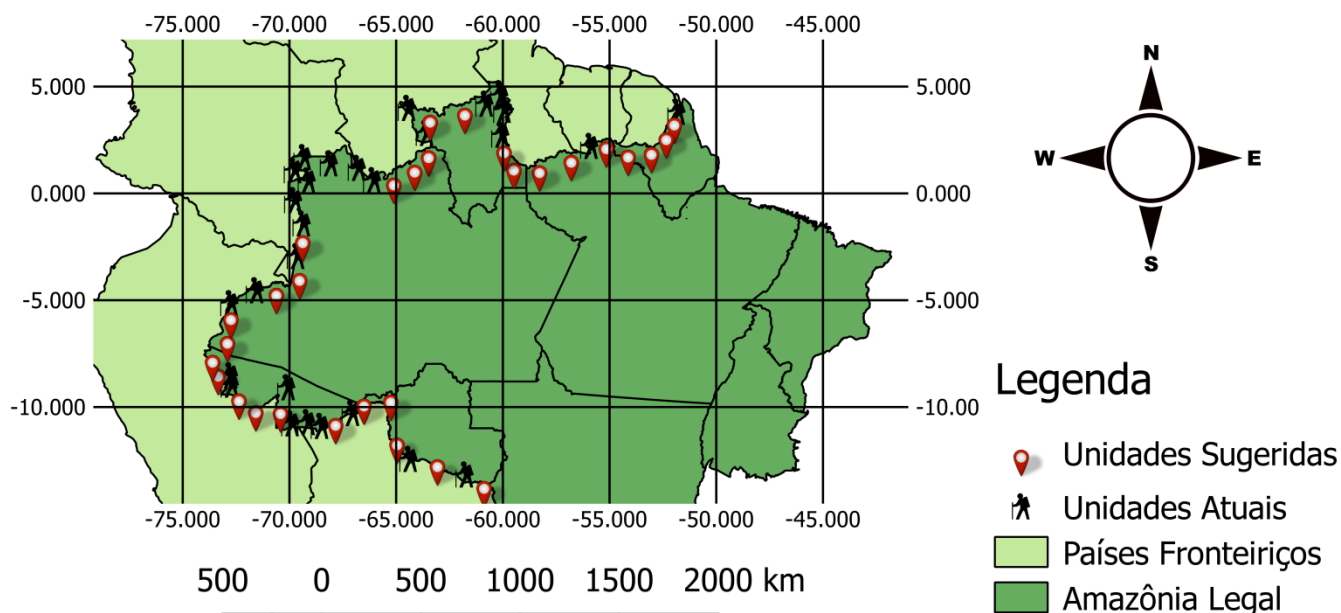 -75.000 -70.000 -65.000 -60.000 -55.000 -50.000 -45.000
N
5.000 5.000
W E
0.000 0.000
S
-5.000 -5.000
Legenda
-10.000 -10.00
Unidades Sugeridas
-75.000 -70.000 -65.000 -60.000 -55.000 -50.000 -45.000
Unidades Atuais
Países Fronteiriços
500 0 500 1000 1500 2000 km
Amazônia Legal